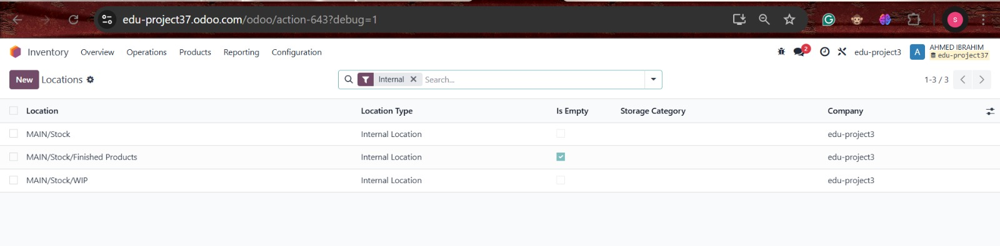 edu-project37.odoo.com/odoo/action-643?debug=1
S
Inventory Overview Operations Products Reporting Configuration 2 edu-project3 A AHMED IBRAHIM
edu-project37
New Locations Internal Search... 1-3 / 3
Location Location Type Is Empty Storage Category Company
MAIN/Stock Internal Location edu-project3
MAIN/Stock/Finished Products Internal Location edu-project3
MAIN/Stock/WIP Internal Location edu-project3